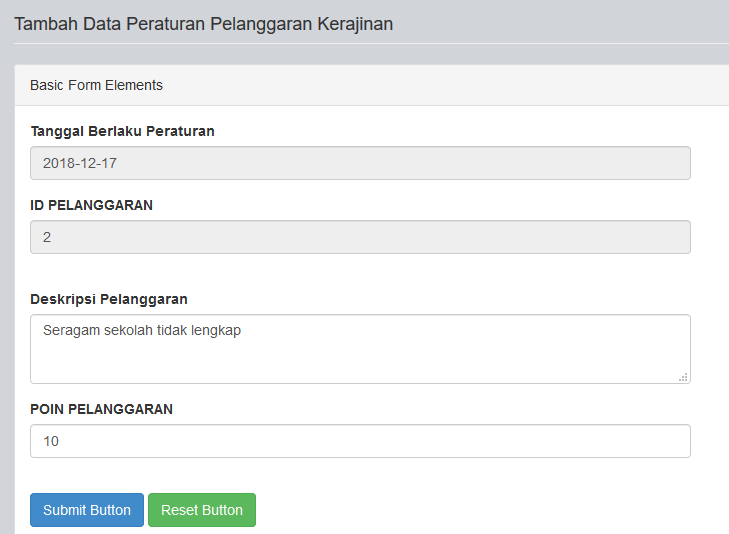 Tambah Data Peraturan Pelanggaran Kerajinan
Basic Form Elements
Tanggal Berlaku Peraturan
2018-12-17
ID PELANGGARAN
2
Deskripsi Pelanggaran
Seragam sekolah tidak lengkap
POIN PELANGGARAN
10
Submit Button Reset Button